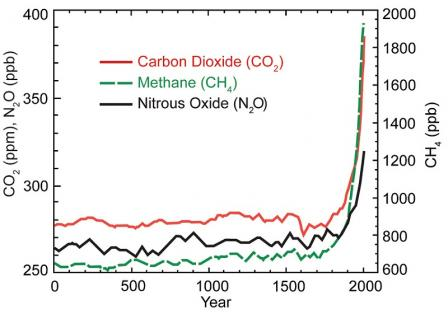 400
350
300
250
CO2 (ppm), N2O (ppb)
Carbon Dioxide (CO2)
Methane (CH4)
Nitrous Oxide (N2O)
2000
1800
1600
1400
1200
1000
800
600
CH4 (ppb)
0
500
1000
1500
2000
Year